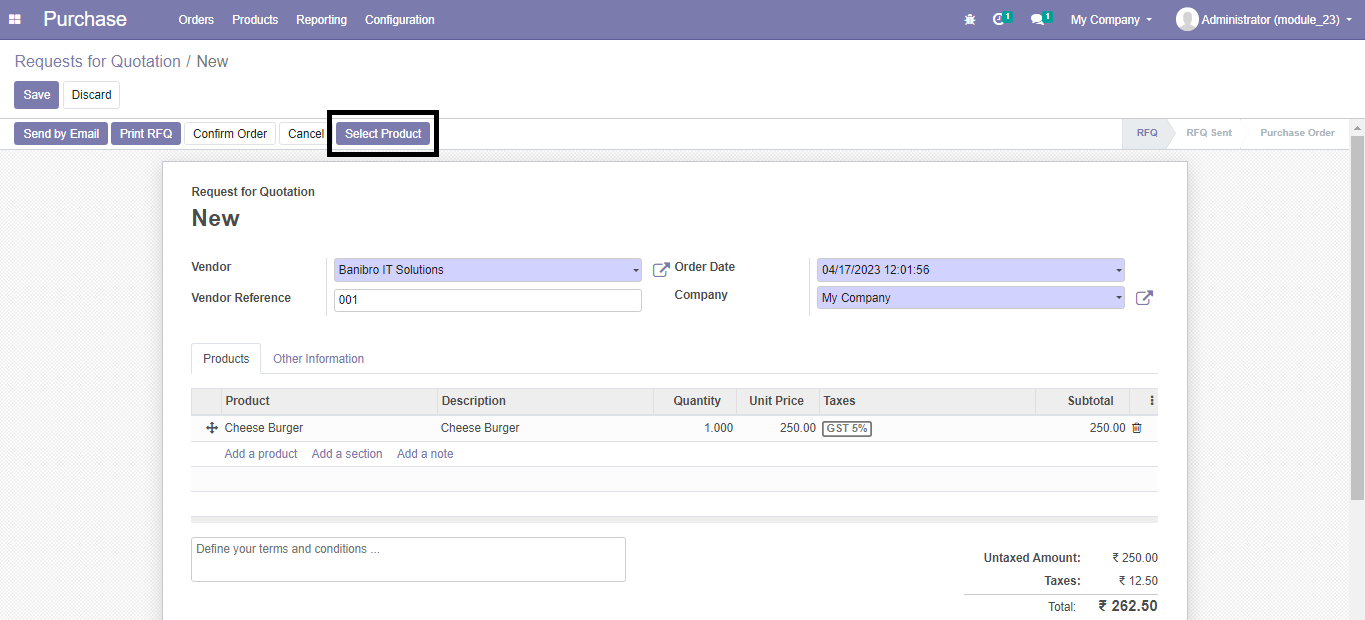 Purchase Orders Products Reporting Configuration 1 1 My Company Administrator (module_23)
Requests for Quotation / New
Save Discard
Send by Email Print RFQ Confirm Order Cancel Select Product RFQ RFQ Sent Purchase Order
Request for Quotation
New
Vendor Banibro IT Solutions Order Date 04/17/2023 12:01:56
Vendor Reference 001 Company My Company
Products Other Information
Product Description Quantity Unit Price Taxes Subtotal
Cheese Burger Cheese Burger 1.000 250.00 GST 5% 250.00
Add a product Add a section Add a note
Define your terms and conditions ...
Untaxed Amount: ₹ 250.00
Taxes: ₹ 12.50
Total: ₹ 262.50